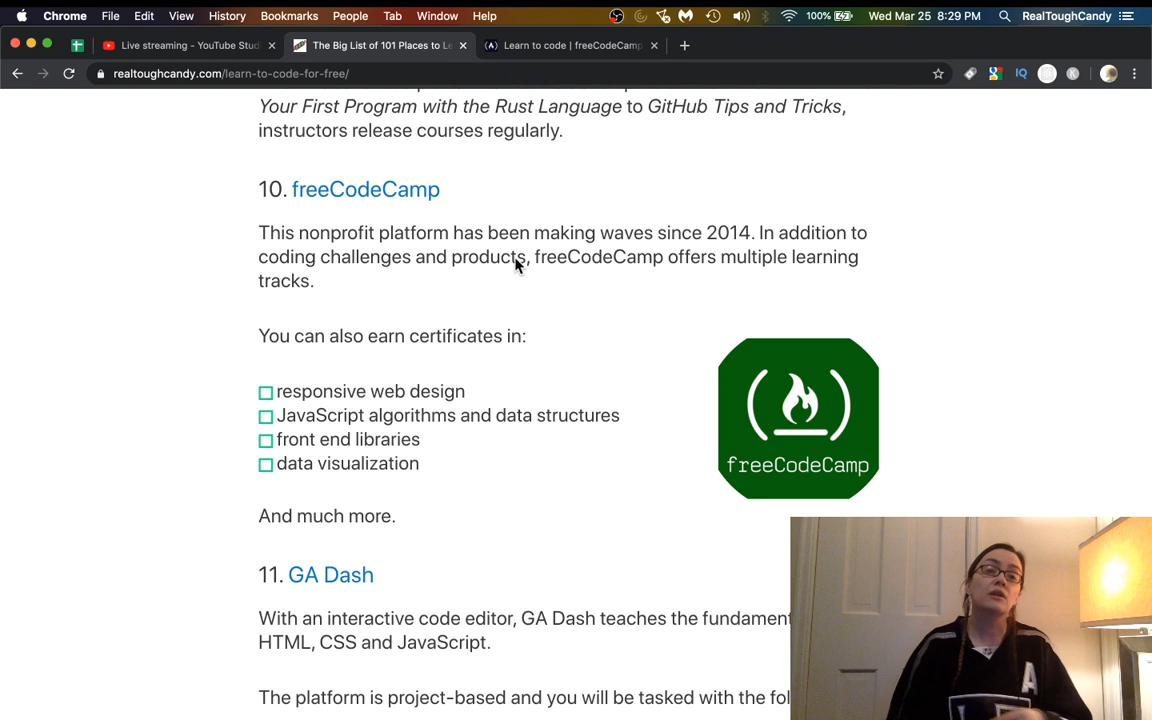 Chrome File Edit View History Bookmarks People Tab Window Help 100% Wed Mar 25 8:29 PM RealToughCandy
Live streaming - YouTube Stud
The Big List of 101 Places to Le
Learn to code | freeCodeCamp
realtoughcandy.com/learn-to-code-for-free/
IQ K
Your First Program with the Rust Language to GitHub Tips and Tricks,
instructors release courses regularly.
10. freeCodeCamp
This nonprofit platform has been making waves since 2014. In addition to
coding challenges and products, freeCodeCamp offers multiple learning
tracks.
You can also earn certificates in:
responsive web design
JavaScript algorithms and data structures
front end libraries
data visualization
freeCodeCamp
And much more.
11. GA Dash
With an interactive code editor, GA Dash teaches the fundament
HTML, CSS and JavaScript.
The platform is project-based and you will be tasked with the fol
A